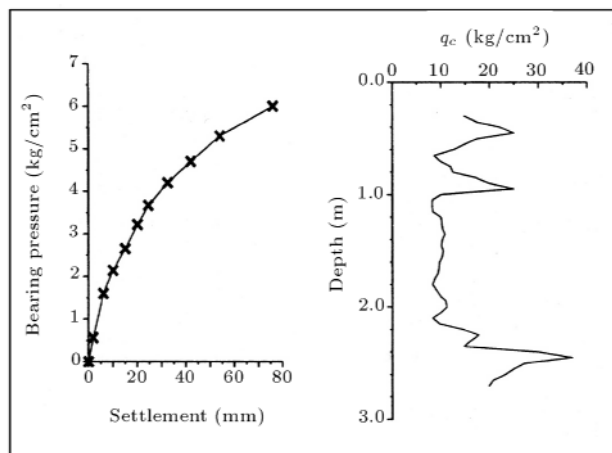 Bearing pressure (kg/cm²)
7
6
5
4
3
2
1
0
0 20 40 60 80
Settlement (mm)
q_c (kg/cm²)
0 10 20 30 40
Depth (m)
0.0
1.0
2.0
3.0